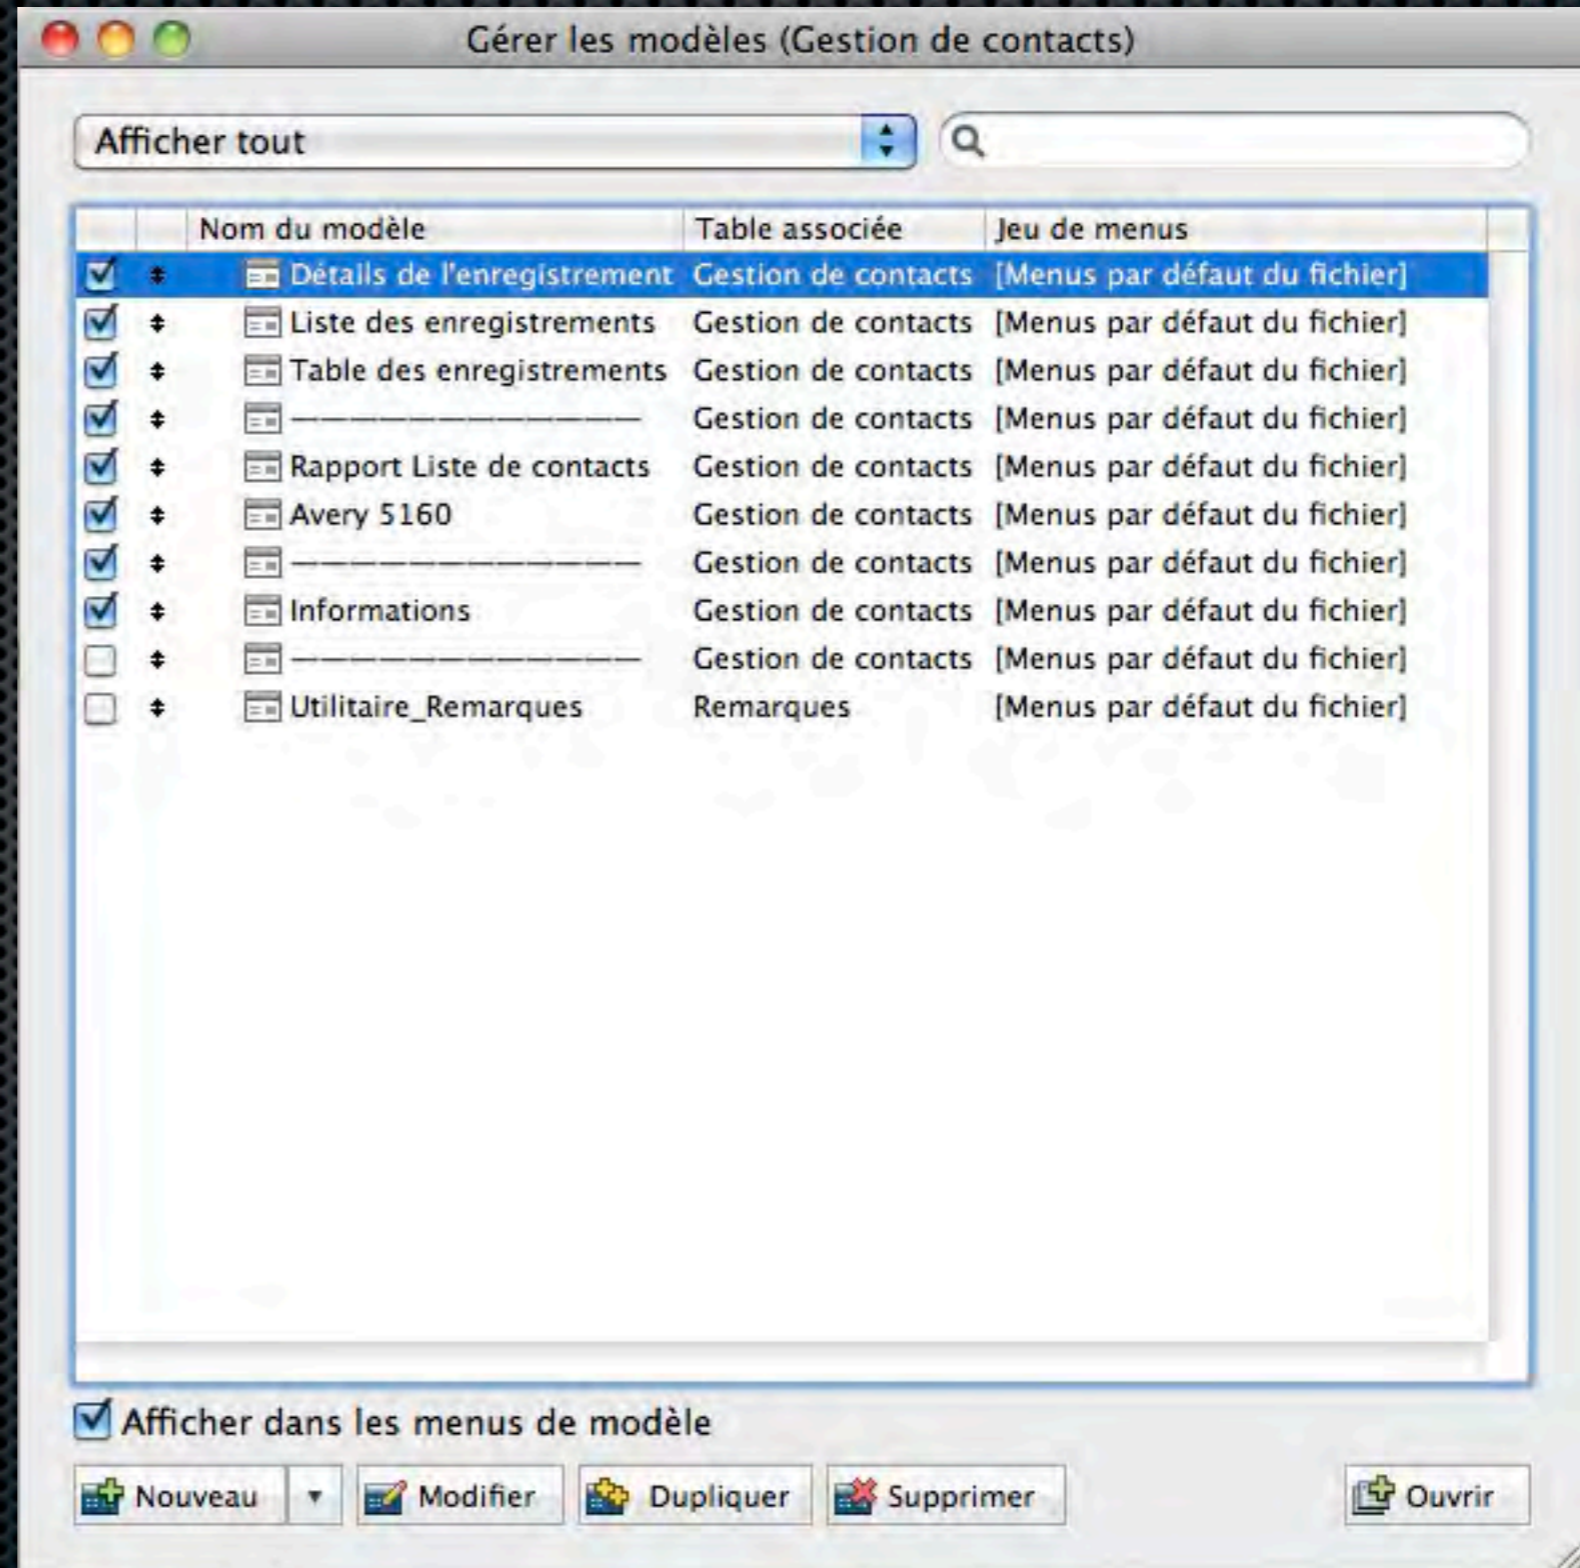 Gérer les modèles (Gestion de contacts)
Afficher tout
Nom du modèle Table associée Jeu de menus
Détails de l'enregistrement Gestion de contacts [Menus par défaut du fichier]
Liste des enregistrements Gestion de contacts [Menus par défaut du fichier]
Table des enregistrements Gestion de contacts [Menus par défaut du fichier]
———————————— Gestion de contacts [Menus par défaut du fichier]
Rapport Liste de contacts Gestion de contacts [Menus par défaut du fichier]
Avery 5160 Gestion de contacts [Menus par défaut du fichier]
———————————— Gestion de contacts [Menus par défaut du fichier]
Informations Gestion de contacts [Menus par défaut du fichier]
———————————— Gestion de contacts [Menus par défaut du fichier]
Utilitaire_Remarques Remarques [Menus par défaut du fichier]
Afficher dans les menus de modèle
Nouveau Modifier Dupliquer Supprimer Ouvrir